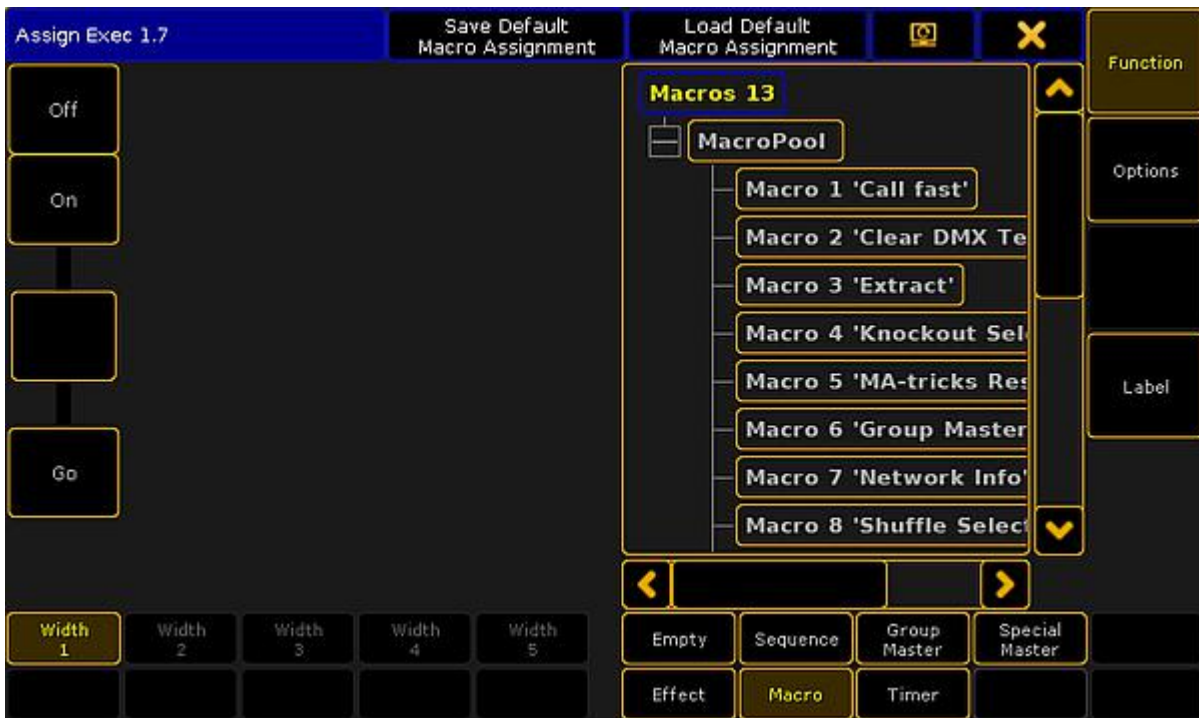 Assign Exec 1.7
Save Default
Macro Assignment
Load Default
Macro Assignment
Function
Off
On
Go
Macros 13
MacroPool
Macro 1 'Call fast'
Macro 2 'Clear DMX Te
Macro 3 'Extract'
Macro 4 'Knockout Sel
Macro 5 'MA-tricks Res
Macro 6 'Group Master
Macro 7 'Network Info'
Macro 8 'Shuffle Select
Options
Label
Width
1
Width
2
Width
3
Width
4
Width
5
Empty
Sequence
Group
Master
Special
Master
Effect
Macro
Timer